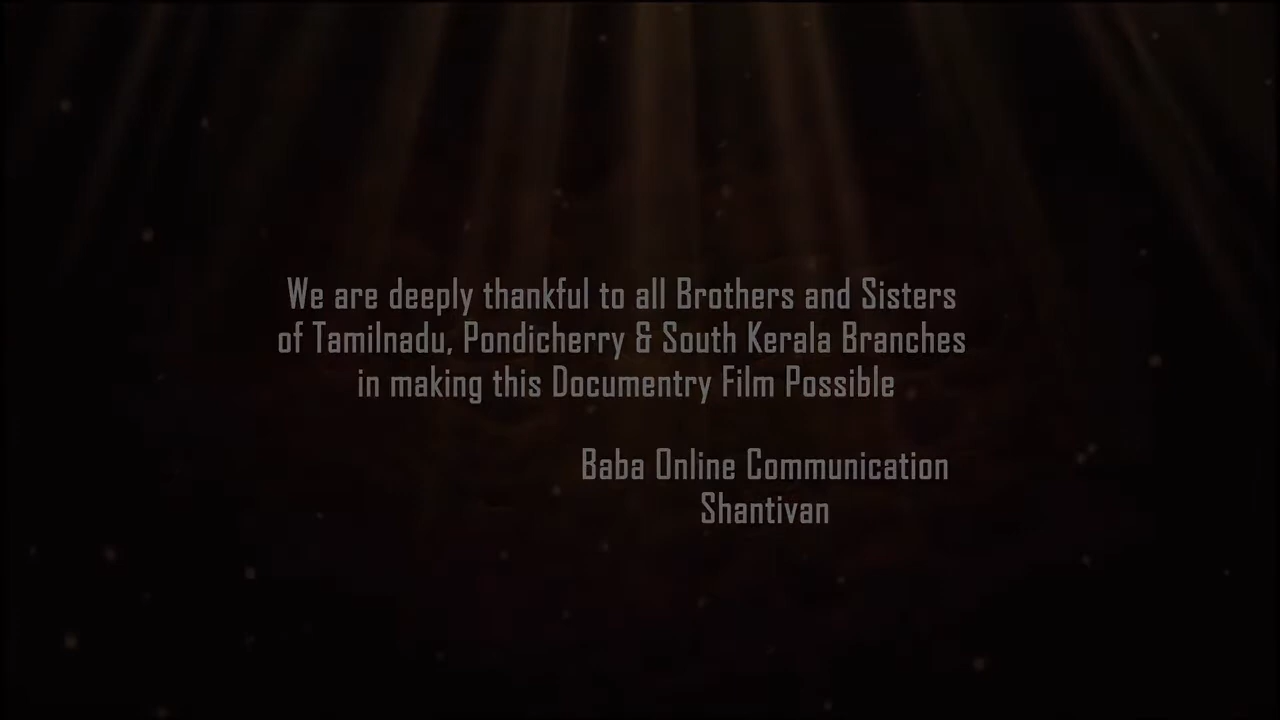 We are deeply thankful to all Brothers and Sisters
of Tamilnadu, Pondicherry & South Kerala Branches
in making this Documentry Film Possible
Baba Online Communication
Shantivan